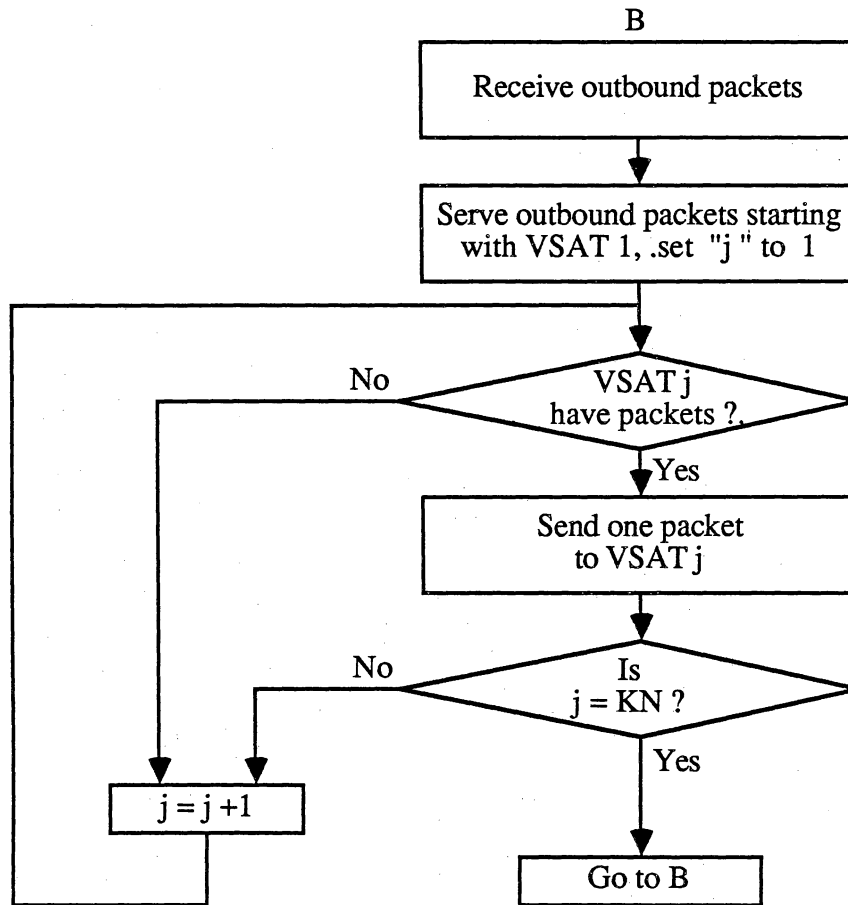 B
Receive outbound packets
Serve outbound packets starting
with VSAT 1, .set "j " to 1
No
VSAT j
have packets ?.
Yes
Send one packet
to VSAT j
No
Is
j = KN ?
Yes
j = j +1
Go to B